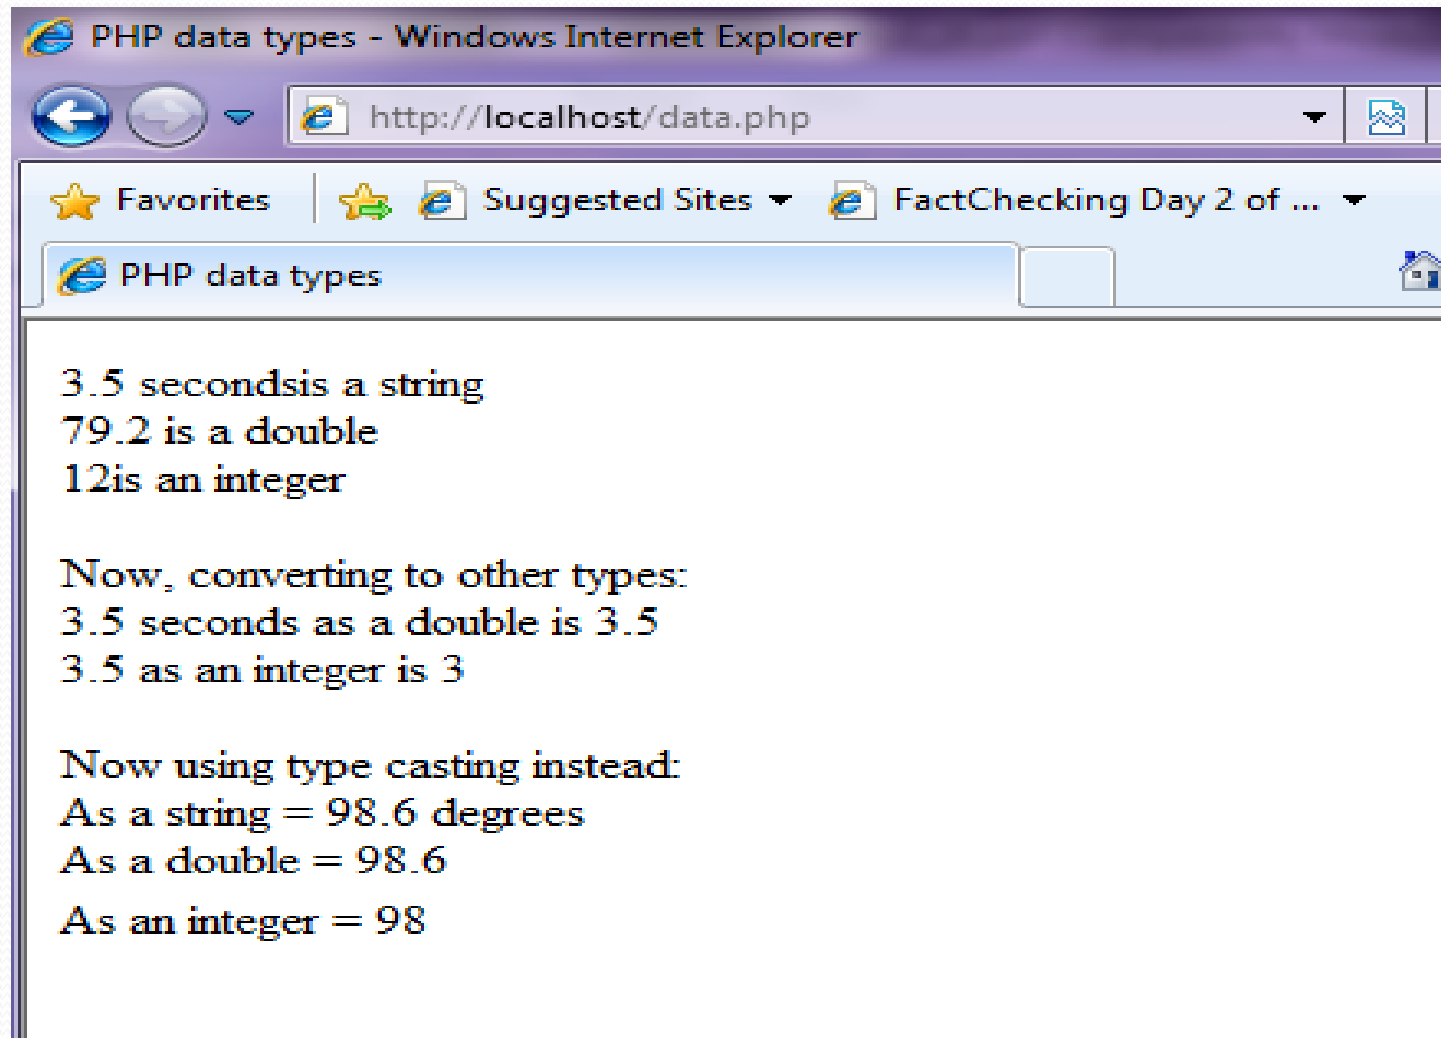 PHP data types - Windows Internet Explorer
http://localhost/data.php
Favorites Suggested Sites FactChecking Day 2 of ...
PHP data types
3.5 secondsis a string
79.2 is a double
12is an integer
Now, converting to other types:
3.5 seconds as a double is 3.5
3.5 as an integer is 3
Now using type casting instead:
As a string = 98.6 degrees
As a double = 98.6
As an integer = 98